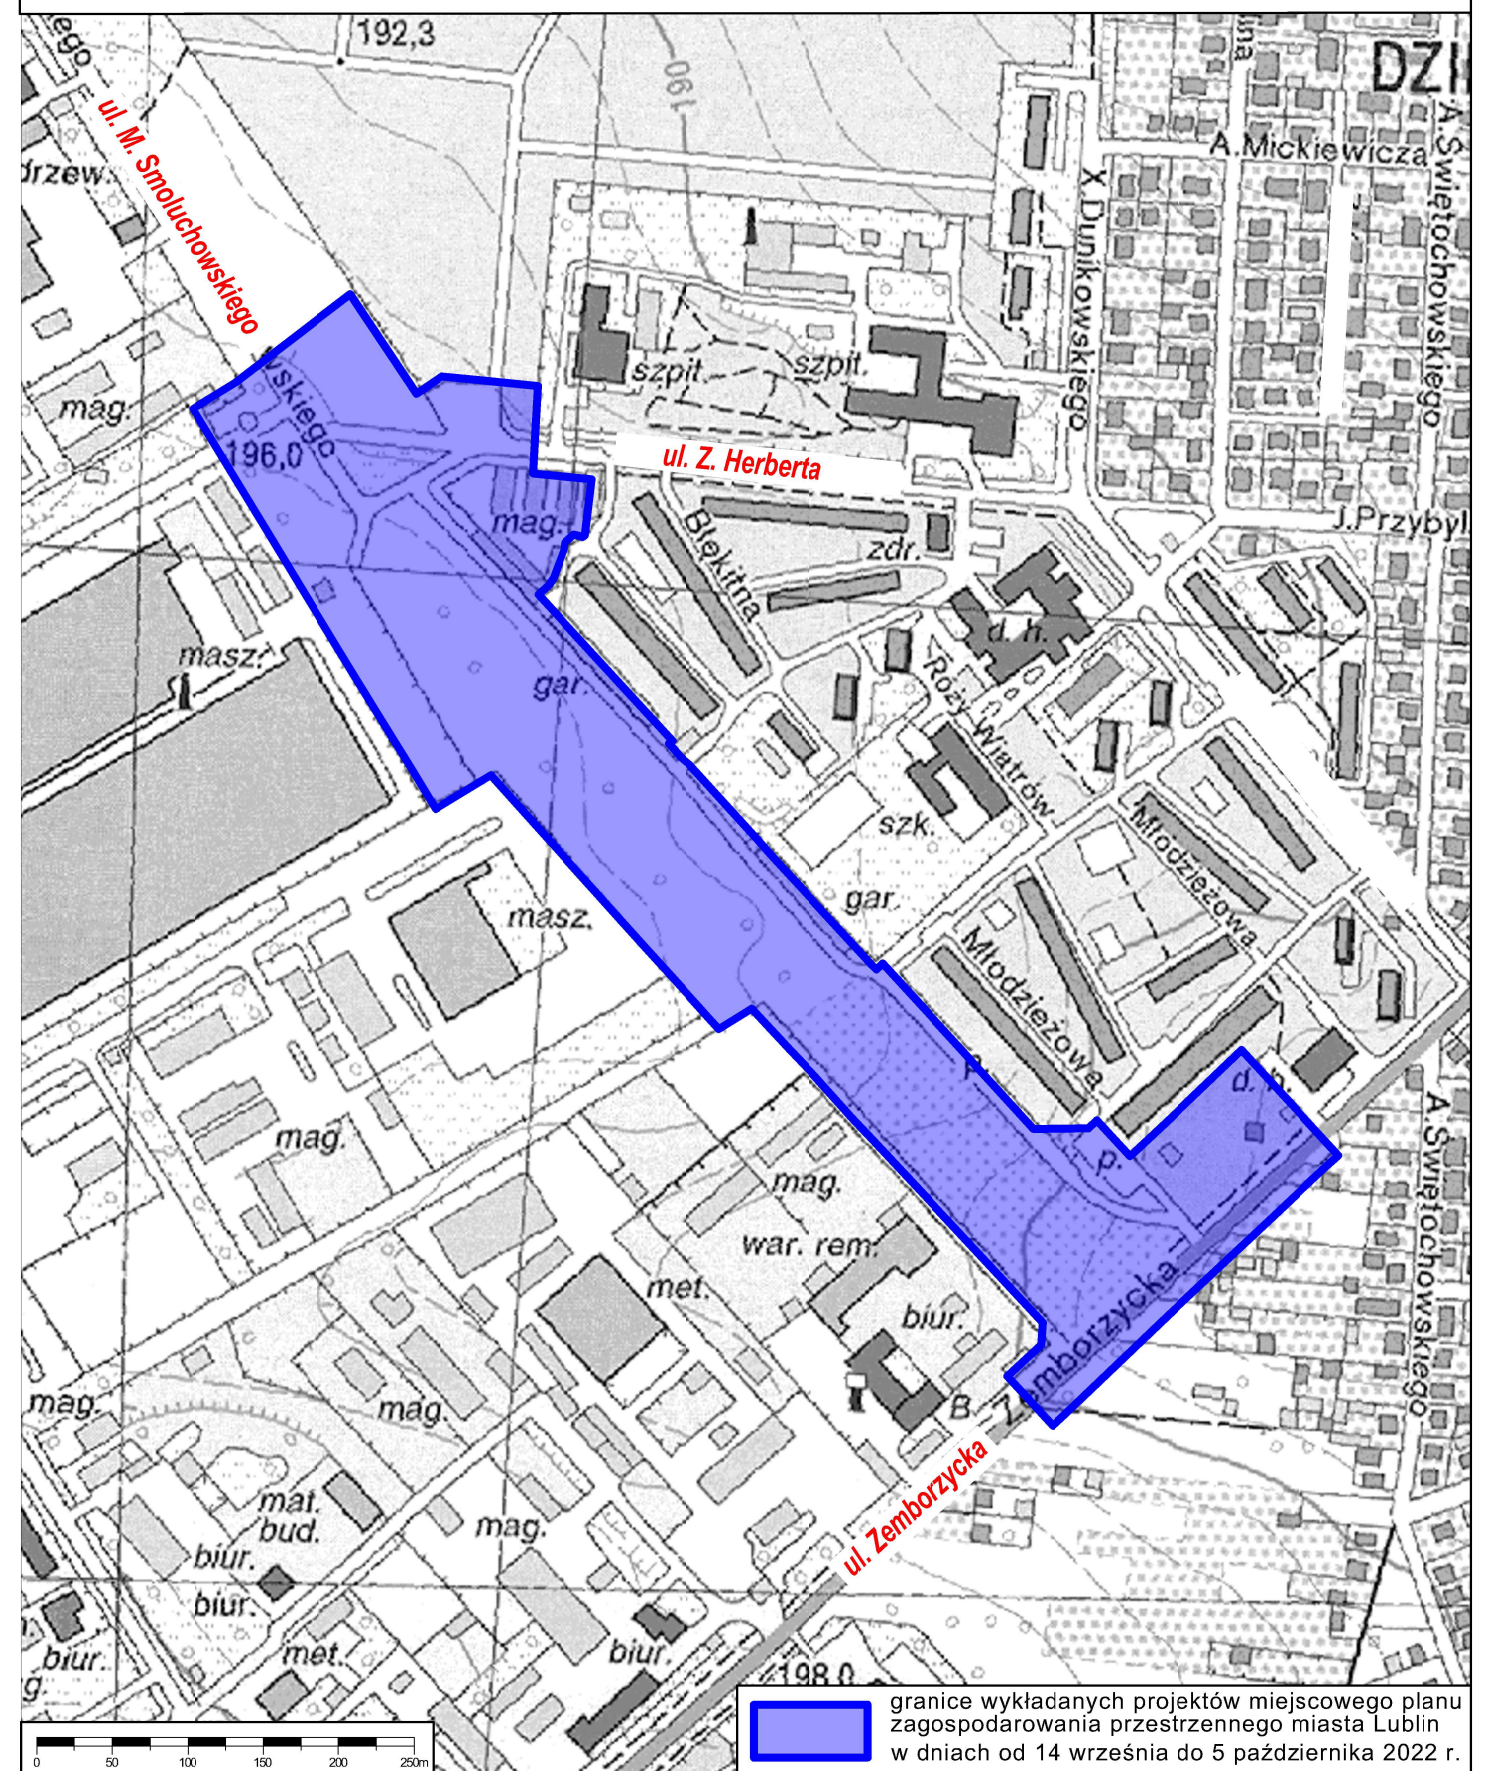 192,3
190
DZI
ul. M. Smoluchowskiego
drzew.
A.Mickiewicza
A.Świętochowskiego
X.Dunikowskiego
szpit.
szpit.
mag.
wskiego
196,0
ul. Z. Herberta
mag.
Błękitna
zdr.
J.Przybyl
d. h.
masz.
gar.
Róży Wiatrów
szk.
gar.
Młodzieżowa
masz.
Młodzieżowa
p.
d. h.
mag.
p.
A.Świętochowskiego
mag.
war. rem.
met.
biur.
Zemborzycka
mag.
mag.
B.
ul. Zemborzycka
mat.
bud.
mag.
biur.
biur.
met.
biur.
biur.
g.
198,0
granice wykładanych projektów miejscowego planu
zagospodarowania przestrzennego miasta Lublin
w dniach od 14 września do 5 października 2022 r.
0 50 100 150 200 250m